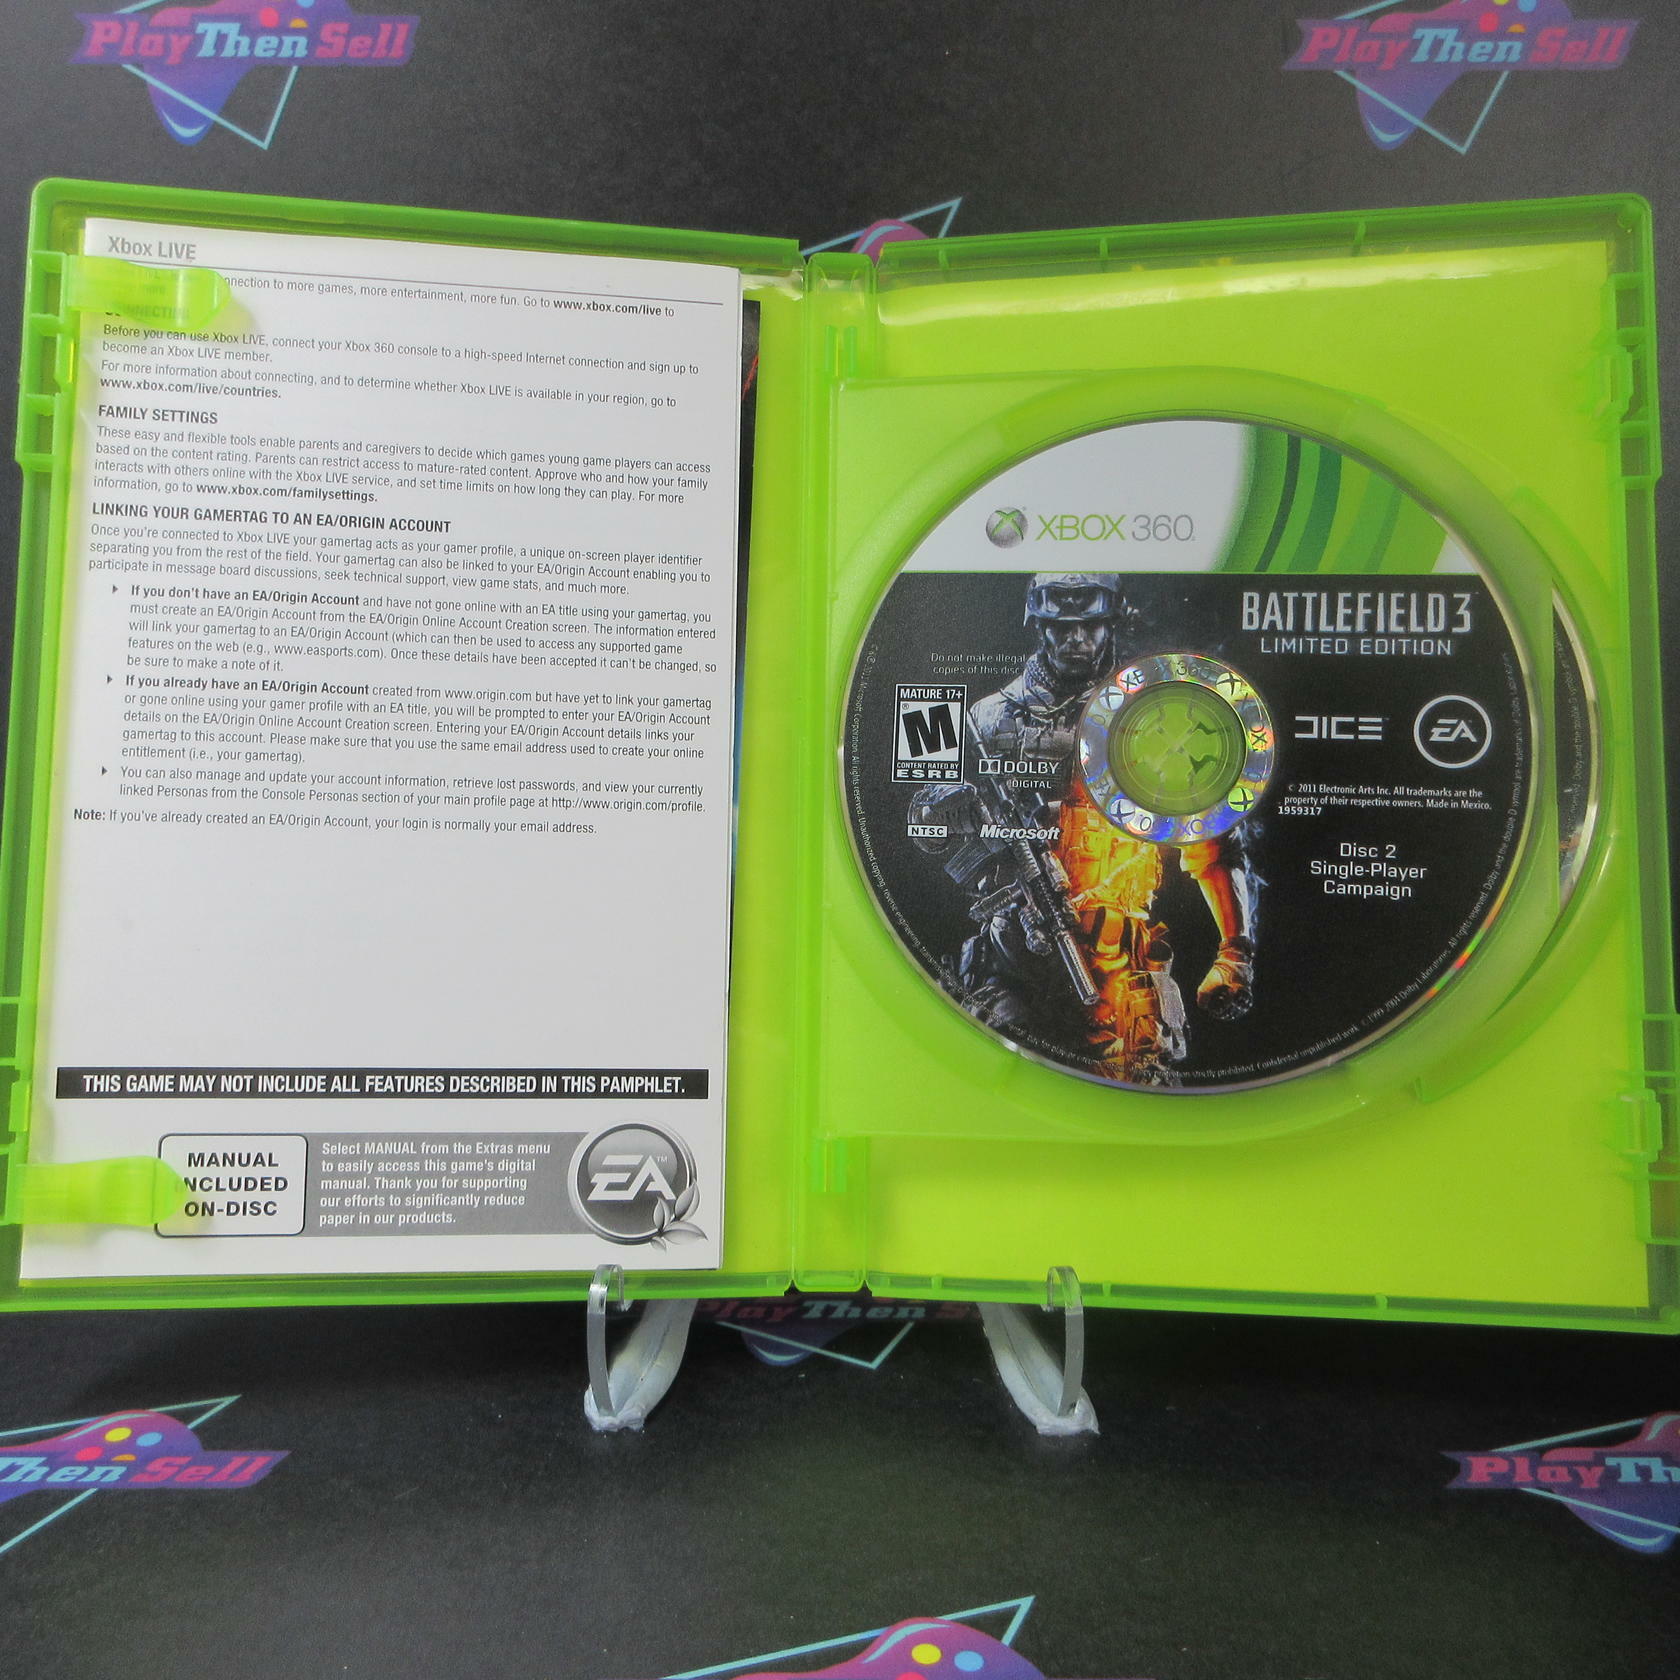 Play Then Sell
Play Then Sell
Xbox LIVE
connection to more games, more entertainment, more fun. Go to www.xbox.com/live to
CONNECTING
Before you can use Xbox LIVE, connect your Xbox 360 console to a high-speed Internet connection and sign up to
become an Xbox LIVE member.
For more information about connecting, and to determine whether Xbox LIVE is available in your region, go to
www.xbox.com/live/countries.
FAMILY SETTINGS
These easy and flexible tools enable parents and caregivers to decide which games young game players can access
based on the content rating. Parents can restrict access to mature-rated content. Approve who and how your family
interacts with others online with the Xbox LIVE service, and set time limits on how long they can play. For more
information, go to www.xbox.com/familysettings.
LINKING YOUR GAMERTAG TO AN EA/ORIGIN ACCOUNT
Once you're connected to Xbox LIVE your gamertag acts as your gamer profile, a unique on-screen player identifier
separating you from the rest of the field. Your gamertag can also be linked to your EA/Origin Account enabling you to
participate in message board discussions, seek technical support, view game stats, and much more.
If you don't have an EA/Origin Account and have not gone online with an EA title using your gamertag, you
must create an EA/Origin Account from the EA/Origin Online Account Creation screen. The information entered
will link your gamertag to an EA/Origin Account (which can then be used to access any supported game
features on the web (e.g., www.easports.com). Once these details have been accepted it can't be changed, so
be sure to make a note of it.
If you already have an EA/Origin Account created from www.origin.com but have yet to link your gamertag
or gone online using your gamer profile with an EA title, you will be prompted to enter your EA/Origin Account
details on the EA/Origin Online Account Creation screen. Entering your EA/Origin Account details links your
gamertag to this account. Please make sure that you use the same email address used to create your online
entitlement (i.e., your gamertag).
You can also manage and update your account information, retrieve lost passwords, and view your currently
linked Personas from the Console Personas section of your main profile page at http://www.origin.com/profile.
Note: If you've already created an EA/Origin Account, your login is normally your email address.
THIS GAME MAY NOT INCLUDE ALL FEATURES DESCRIBED IN THIS PAMPHLET.
MANUAL
INCLUDED
ON-DISC
Select MANUAL from the Extras menu
to easily access this game's digital
manual. Thank you for supporting
our efforts to significantly reduce
paper in our products.
EA™
XBOX 360
BATTLEFIELD 3
LIMITED EDITION
Do not make illegal
copies of this disc
MATURE 17+
M
CONTENT RATED BY
ESRB
DOLBY
DIGITAL
NTSC
Microsoft
DICE
EA
© 2011 Electronic Arts Inc. All trademarks are the
property of their respective owners. Made in Mexico.
1959317
Disc 2
Single-Player
Campaign
Play Then Sell
Then Sell
Play Th